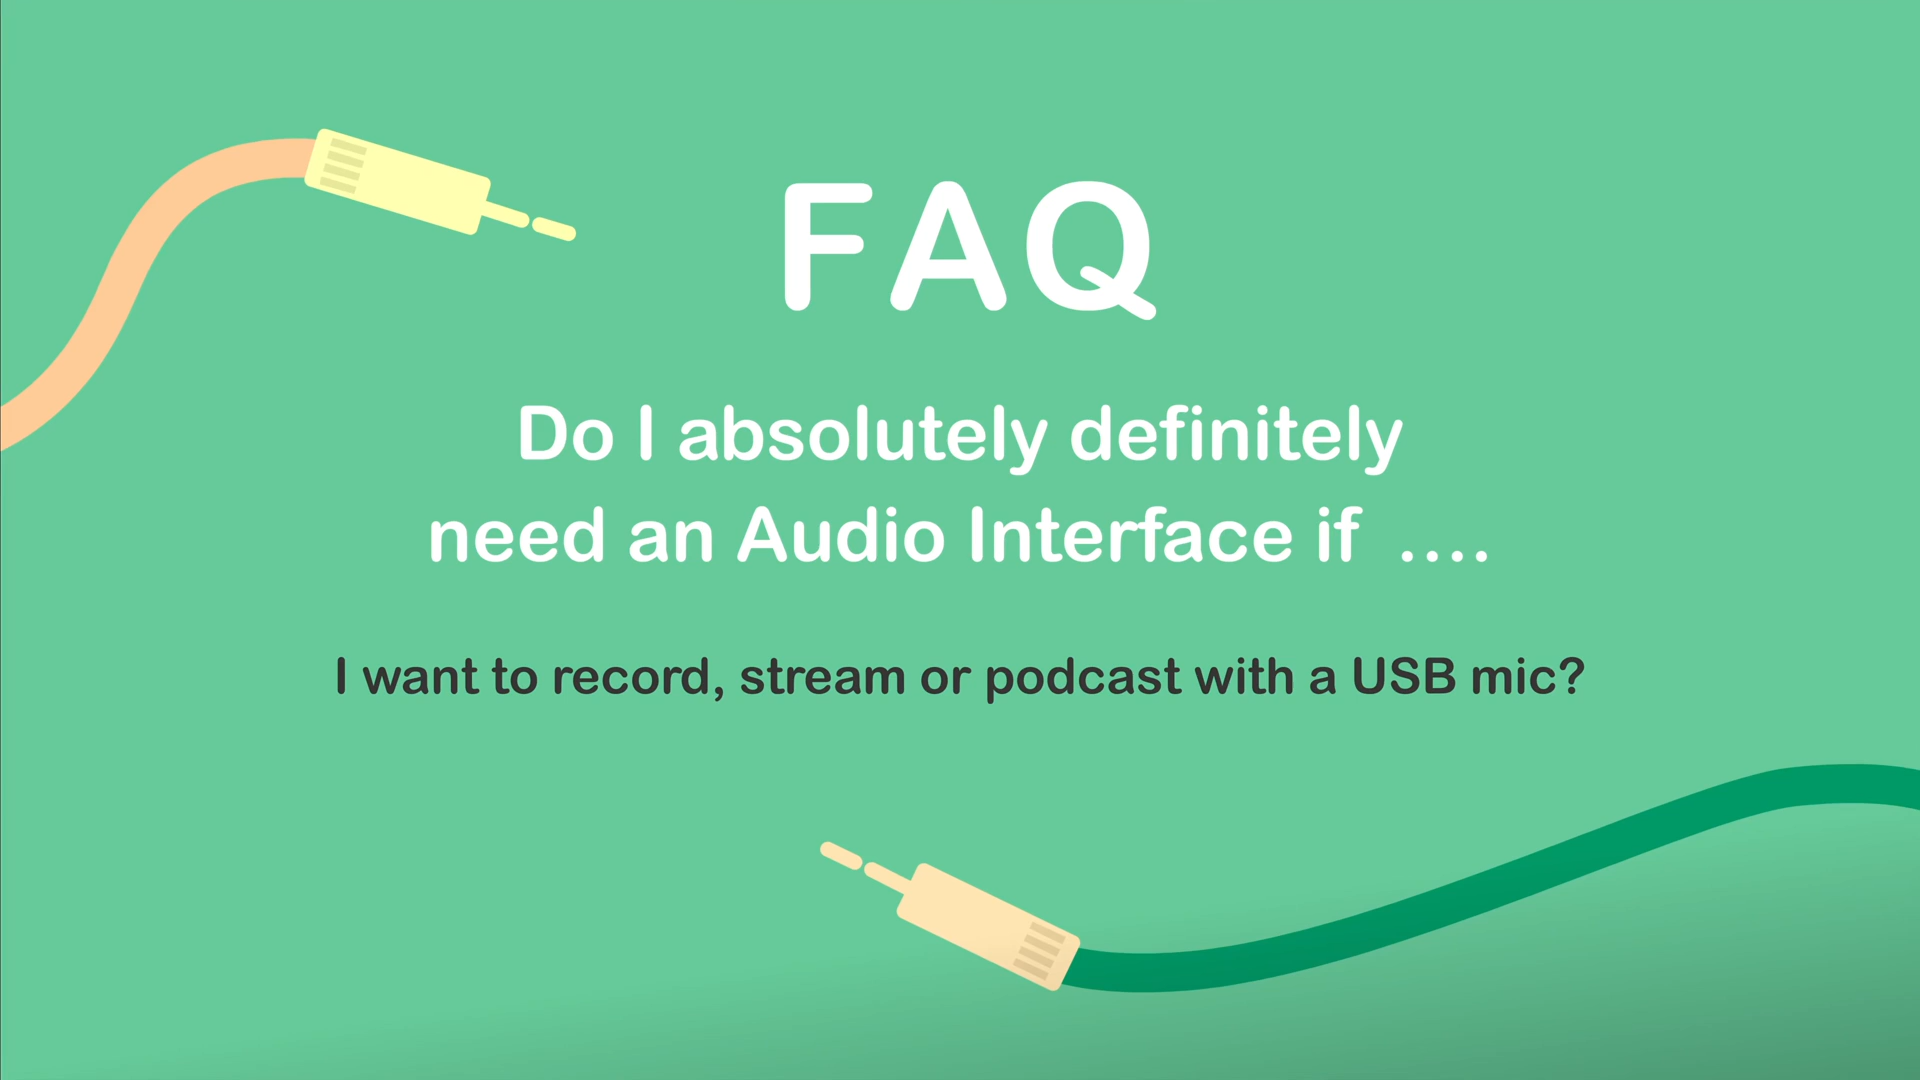 FAQ
Do I absolutely definitely
need an Audio Interface if ....
I want to record, stream or podcast with a USB mic?